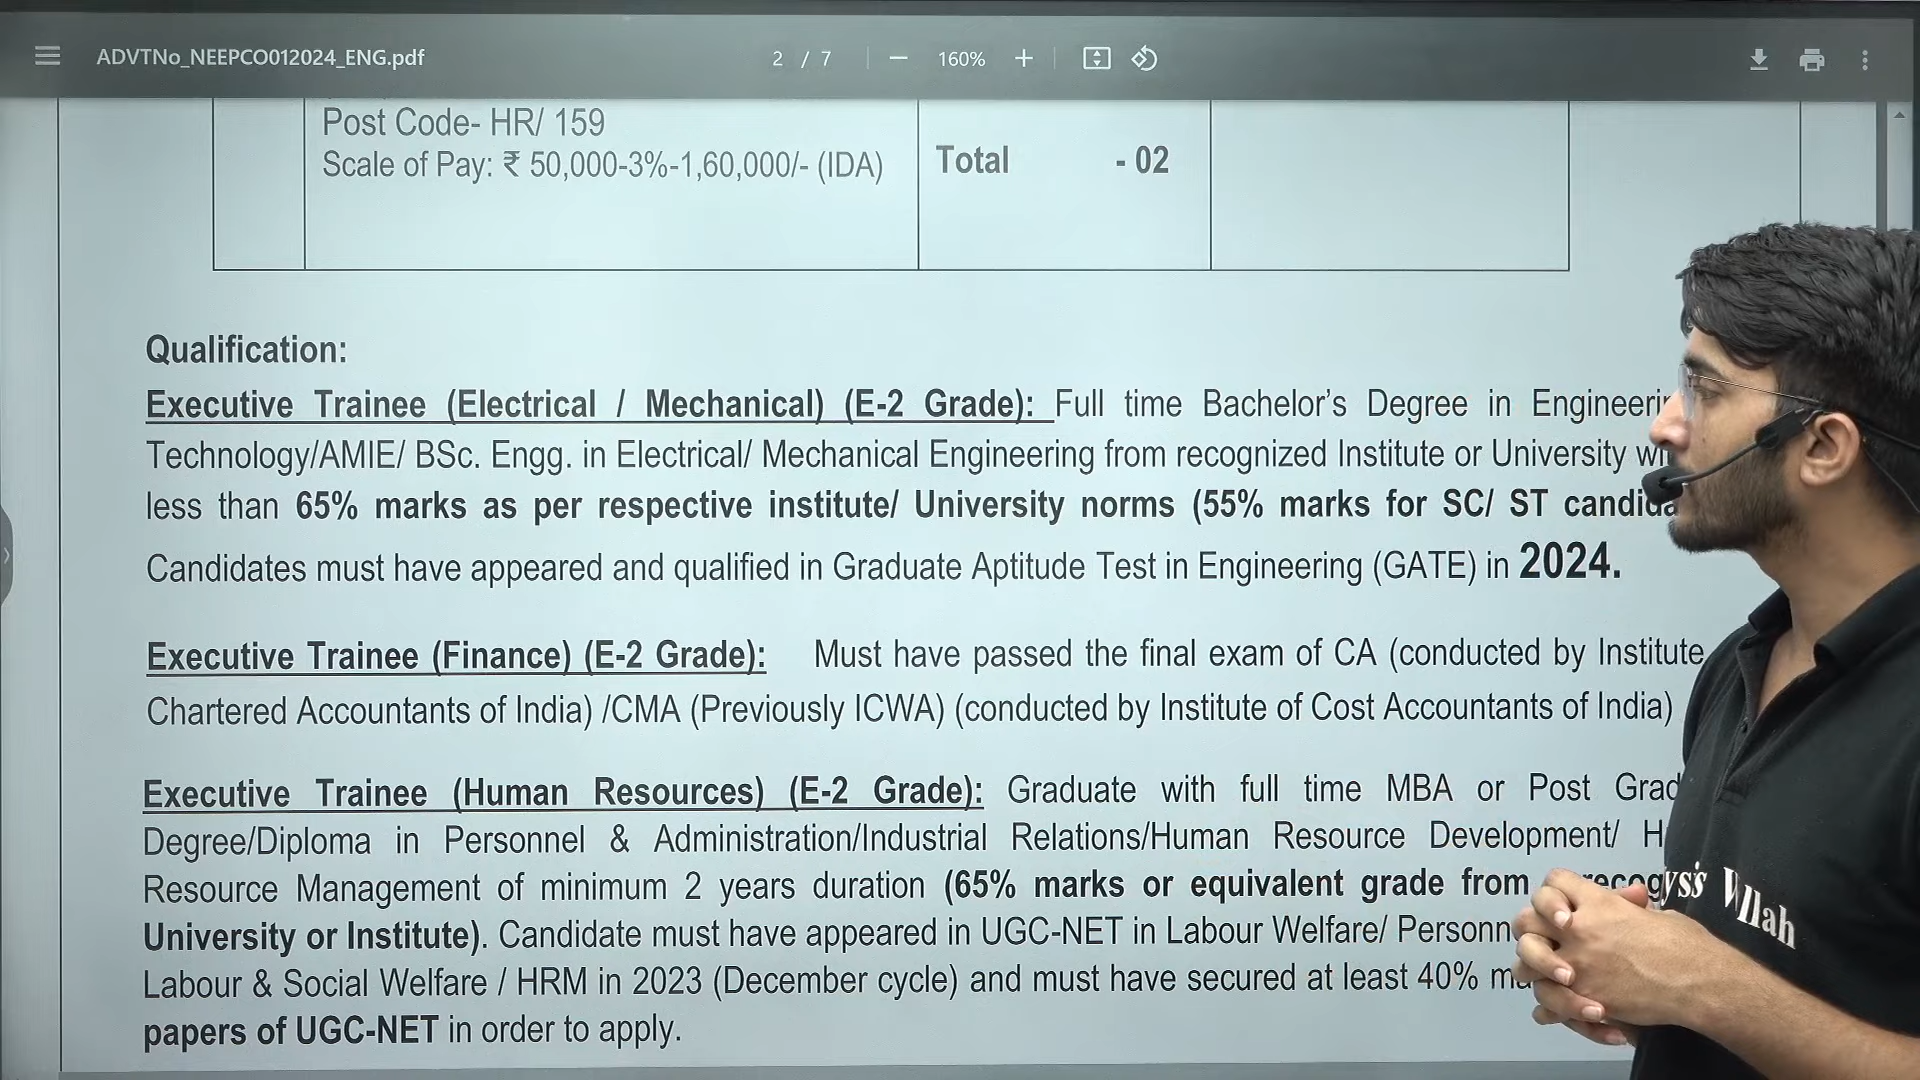 ADVTNo_NEEPCO012024_ENG.pdf
2 / 7
160%
Post Code- HR/ 159
Scale of Pay: ₹ 50,000-3%-1,60,000/- (IDA)
Total - 02
Qualification:
Executive Trainee (Electrical / Mechanical) (E-2 Grade): Full time Bachelor's Degree in
Technology/AMIE/ BSc. Engg. in Electrical/ Mechanical Engineering from recognized Institute or University
less than 65% marks as per respective institute/ University norms (55% marks for SC/ ST
Candidates must have appeared and qualified in Graduate Aptitude Test in Engineering (GATE) in 2024.
Executive Trainee (Finance) (E-2 Grade): Must have passed the final exam of CA (conducted by Institute
Chartered Accountants of India) /CMA (Previously ICWA) (conducted by Institute of Cost Accountants of India)
Executive Trainee (Human Resources) (E-2 Grade): Graduate with full time MBA or Post
Degree/Diploma in Personnel & Administration/Industrial Relations/Human Resource Development/
Resource Management of minimum 2 years duration (65% marks or equivalent grade from
University or Institute). Candidate must have appeared in UGC-NET in Labour Welfare/
Labour & Social Welfare / HRM in 2023 (December cycle) and must have secured at least 40%
papers of UGC-NET in order to apply.